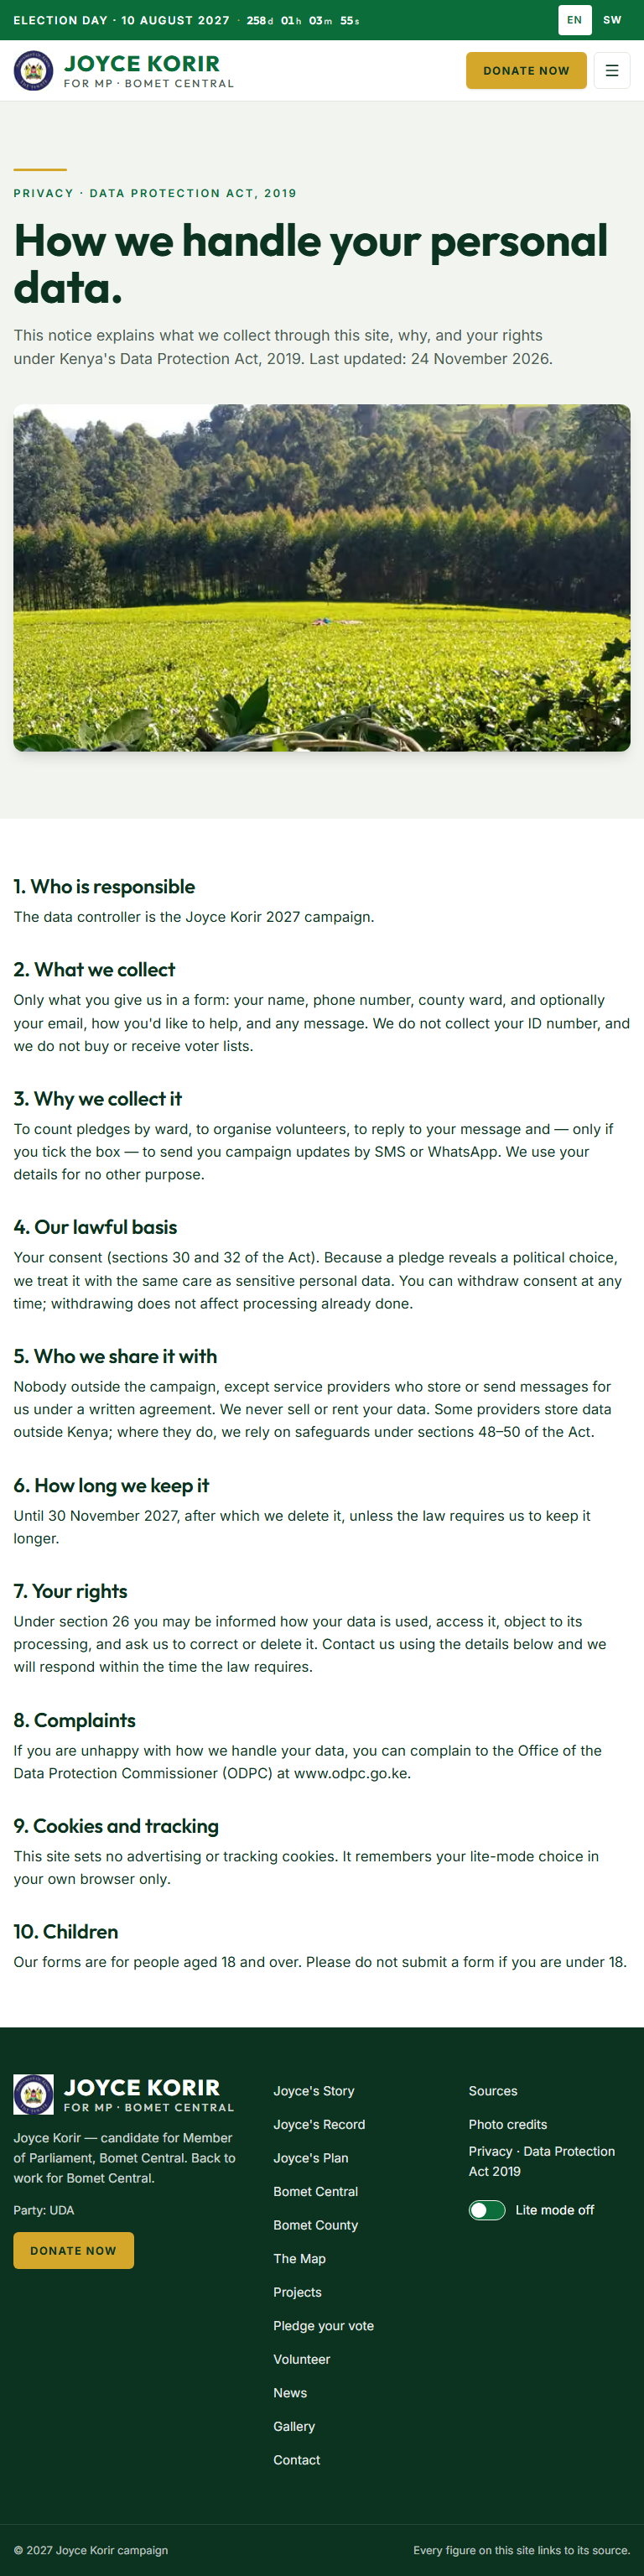 ELECTION DAY · 10 AUGUST 2027 · 258d 01h 03m 55s
EN SW
JOYCE KORIR
FOR MP · BOMET CENTRAL
DONATE NOW
PRIVACY · DATA PROTECTION ACT, 2019
How we handle your personal
data.
This notice explains what we collect through this site, why, and your rights
under Kenya's Data Protection Act, 2019. Last updated: 24 November 2026.
1. Who is responsible
The data controller is the Joyce Korir 2027 campaign.
2. What we collect
Only what you give us in a form: your name, phone number, county ward, and optionally
your email, how you'd like to help, and any message. We do not collect your ID number, and
we do not buy or receive voter lists.
3. Why we collect it
To count pledges by ward, to organise volunteers, to reply to your message and — only if
you tick the box — to send you campaign updates by SMS or WhatsApp. We use your
details for no other purpose.
4. Our lawful basis
Your consent (sections 30 and 32 of the Act). Because a pledge reveals a political choice,
we treat it with the same care as sensitive personal data. You can withdraw consent at any
time; withdrawing does not affect processing already done.
5. Who we share it with
Nobody outside the campaign, except service providers who store or send messages for
us under a written agreement. We never sell or rent your data. Some providers store data
outside Kenya; where they do, we rely on safeguards under sections 48–50 of the Act.
6. How long we keep it
Until 30 November 2027, after which we delete it, unless the law requires us to keep it
longer.
7. Your rights
Under section 26 you may be informed how your data is used, access it, object to its
processing, and ask us to correct or delete it. Contact us using the details below and we
will respond within the time the law requires.
8. Complaints
If you are unhappy with how we handle your data, you can complain to the Office of the
Data Protection Commissioner (ODPC) at www.odpc.go.ke.
9. Cookies and tracking
This site sets no advertising or tracking cookies. It remembers your lite-mode choice in
your own browser only.
10. Children
Our forms are for people aged 18 and over. Please do not submit a form if you are under 18.
JOYCE KORIR
FOR MP · BOMET CENTRAL
Joyce Korir — candidate for Member
of Parliament, Bomet Central. Back to
work for Bomet Central.
Party: UDA
DONATE NOW
Joyce's Story
Joyce's Record
Joyce's Plan
Bomet Central
Bomet County
The Map
Projects
Pledge your vote
Volunteer
News
Gallery
Contact
Sources
Photo credits
Privacy · Data Protection
Act 2019
Lite mode off
© 2027 Joyce Korir campaign
Every figure on this site links to its source.